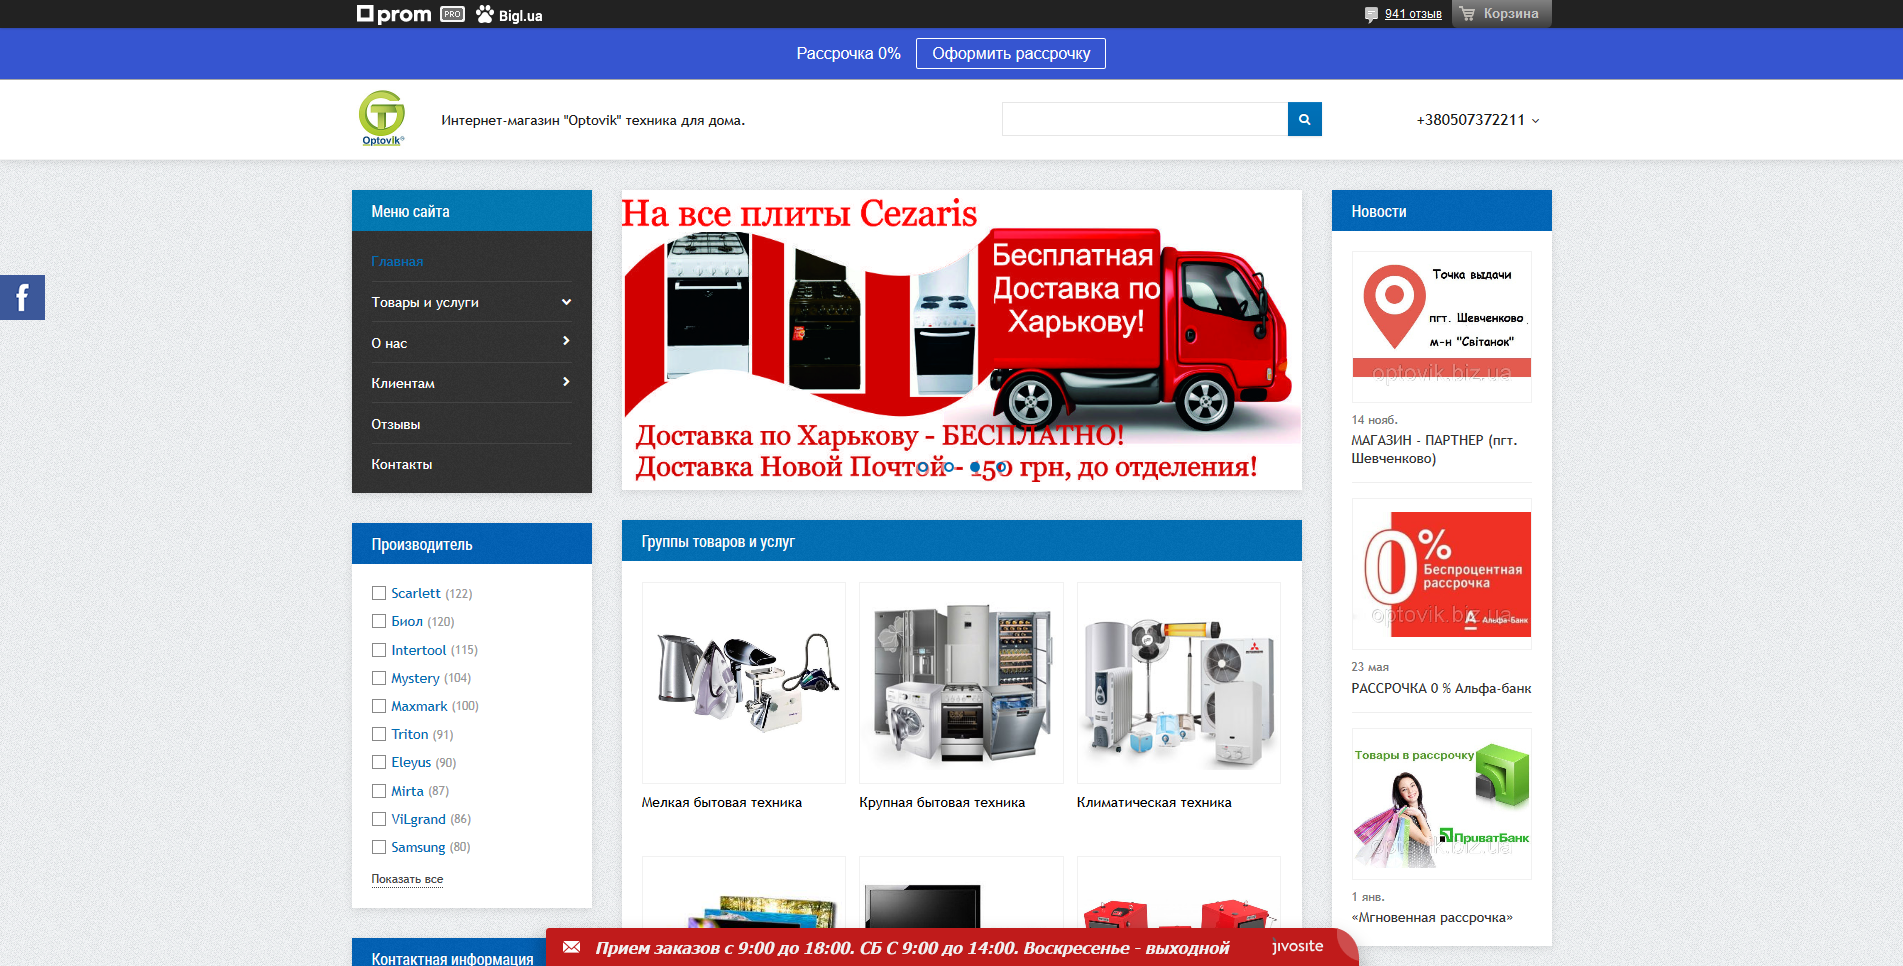 prom PRO Bigl.ua
941 отзыв
Корзина
Рассрочка 0%
Оформить рассрочку
Optovik
Интернет-магазин "Optovik" техника для дома.
+380507372211
Меню сайта
Главная
Товары и услуги
О нас
Клиентам
Отзывы
Контакты
Производитель
Scarlett (122)
Биол (120)
Intertool (115)
Mystery (104)
Maxmark (100)
Triton (91)
Eleyus (90)
Mirta (87)
ViLgrand (86)
Samsung (80)
Показать все
Контактная информация
На все плиты Cezaris
Бесплатная
Доставка по
Харькову!
Доставка по Харькову - БЕСПЛАТНО!
Доставка Новой Почтой - 150 грн, до отделения!
Группы товаров и услуг
Мелкая бытовая техника
Крупная бытовая техника
Климатическая техника
Новости
Точка выдачи
пгт. Шевченково
м-н "Світанок"
optovik.biz.ua
14 нояб.
МАГАЗИН - ПАРТНЕР (пгт.
Шевченково)
0%
Беспроцентная
рассрочка
optovik.biz.ua
Альфа-Банк
23 мая
РАССРОЧКА 0 % Альфа-банк
Товары в рассрочку
ПриватБанк
optovik.biz.ua
1 янв.
«Мгновенная рассрочка»
Прием заказов с 9:00 до 18:00. СБ С 9:00 до 14:00. Воскресенье - выходной
jivosite